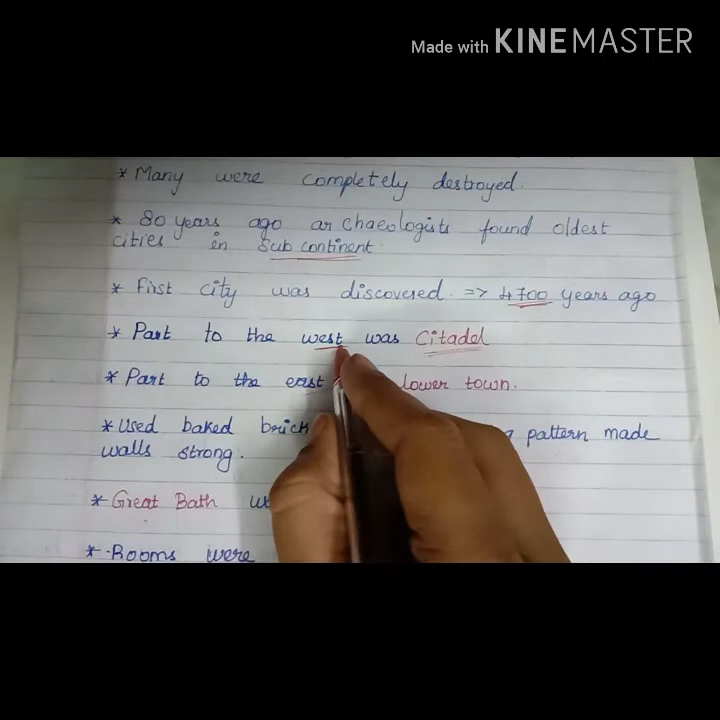 Made with KINEMASTER
* Many were completely destroyed.
* 80 years ago archaeologists found oldest
cities in Sub continent.
* First city was discovered. => 4700 years ago
* Part to the west was Citadel
* Part to the east lower town.
* Used baked brick pattern made
walls strong.
* Great Bath
* Rooms were